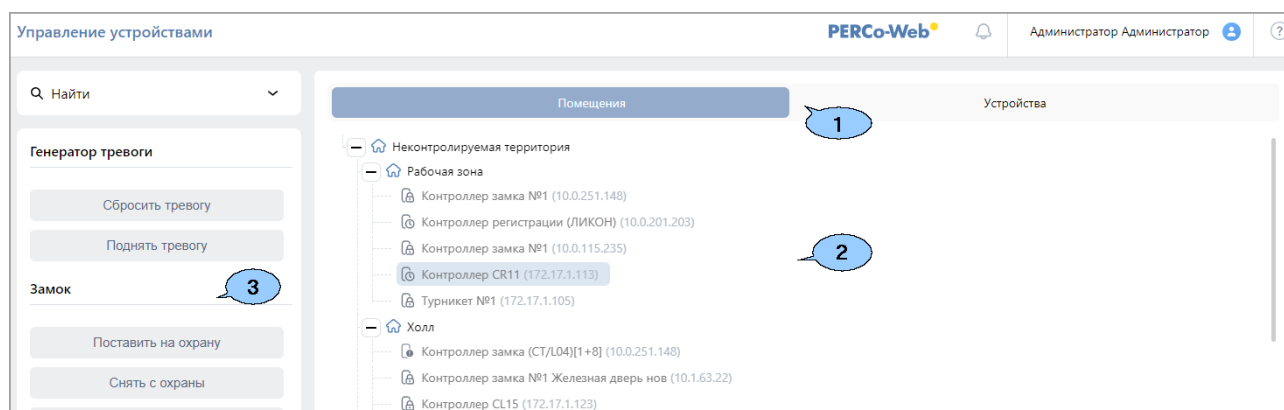 Управление устройствами
PERCo-Web
Администратор Администратор
?
Найти
Помещения
Устройства
1
Генератор тревоги
Сбросить тревогу
Поднять тревогу
Замок
3
Поставить на охрану
Снять с охраны
Неконтролируемая территория
Рабочая зона
Контроллер замка №1 (10.0.251.148)
Контроллер регистрации (ЛИКОН) (10.0.201.203)
Контроллер замка №1 (10.0.115.235)
2
Контроллер CR11 (172.17.1.113)
Турникет №1 (172.17.1.105)
Холл
Контроллер замка (CT/L04)[1+8] (10.0.251.148)
Контроллер замка №1 Железная дверь нов (10.1.63.22)
Контроллер CL15 (172.17.1.123)